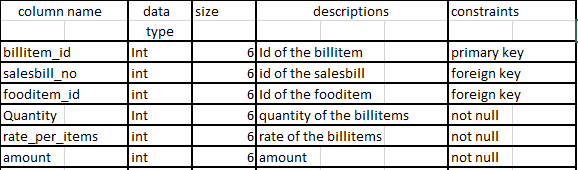 column name data size descriptions constraints
type
billitem_id Int 6 Id of the billitem primary key
salesbill_no int 6 id of the salesbill foreign key
fooditem_id int 6 Id of the fooditem foreign key
Quantity Int 6 quantity of the billitems not null
rate_per_items int 6 rate of the billitems not null
amount int 6 amount not null